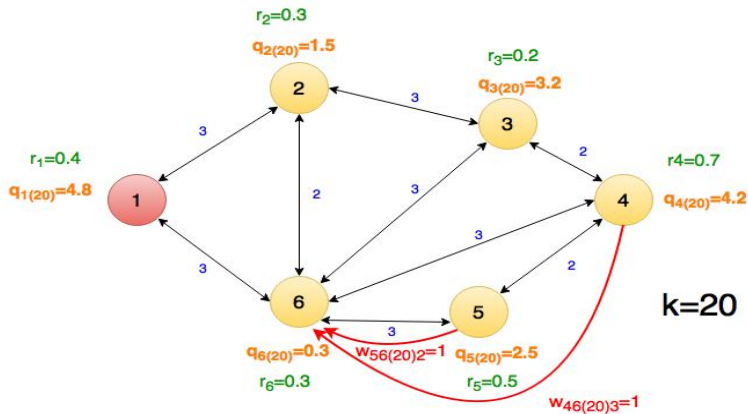 r2=0.3
q2(20)=1.5
2
r3=0.2
q3(20)=3.2
3
3
3
2
r1=0.4
q1(20)=4.8
1
r4=0.7
q4(20)=4.2
4
2
3
3
3
2
6
5
k=20
3
q6(20)=0.3
w56(20)2=1
q5(20)=2.5
r6=0.3
r5=0.5
w46(20)3=1